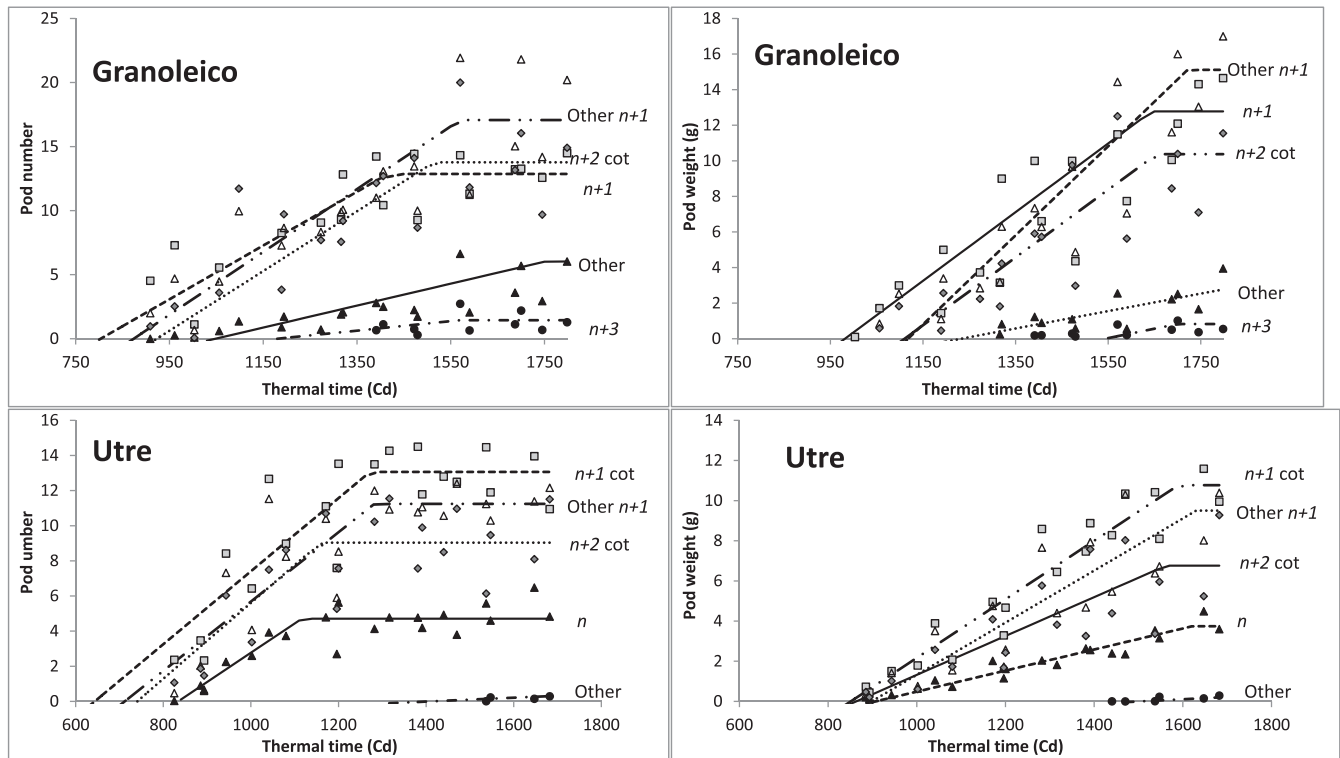 25
20
15
10
5
0
Pod number
Granoleico
Other n+1
n+2 cot
n+1
Other
n+3
750 950 1150 1350 1550 1750
Thermal time (Cd)
18
16
14
12
10
8
6
4
2
0
Pod weight (g)
Granoleico
Other n+1
n+1
n+2 cot
Other
n+3
750 950 1150 1350 1550 1750
Thermal time (Cd)
16
14
12
10
8
6
4
2
0
Pod umber
Utre
n+1 cot
Other n+1
n+2 cot
n
Other
600 800 1000 1200 1400 1600 1800
Thermal time (Cd)
14
12
10
8
6
4
2
0
Pod weight (g)
Utre
n+1 cot
Other n+1
n+2 cot
n
Other
600 800 1000 1200 1400 1600 1800
Thermal time (Cd)